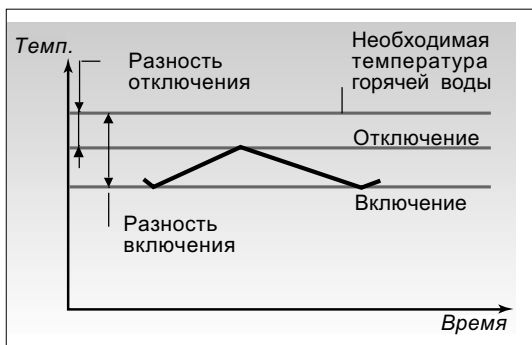 Темп.
Разность
отключения
Необходимая
температура
горячей воды
Отключение
Включение
Разность
включения
Время